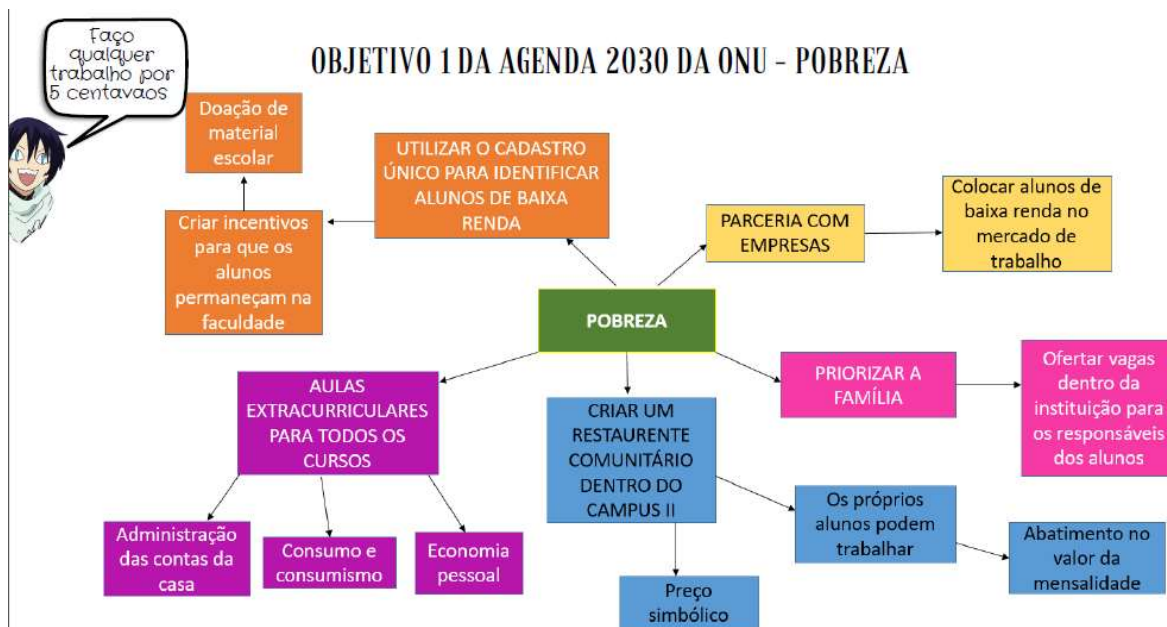 Faço
qualquer
trabalho por
5 centavaos
OBJETIVO 1 DA AGENDA 2030 DA ONU - POBREZA
Doação de
material
escolar
UTILIZAR O CADASTRO
ÚNICO PARA IDENTIFICAR
ALUNOS DE BAIXA
RENDA
Criar incentivos
para que os
alunos
permaneçam na
faculdade
PARCERIA COM
EMPRESAS
Colocar alunos de
baixa renda no
mercado de
trabalho
POBREZA
PRIORIZAR A
FAMÍLIA
Ofertar vagas
dentro da
instituição para
os responsáveis
dos alunos
AULAS
EXTRACURRICULARES
PARA TODOS OS
CURSOS
Administração
das contas da
casa
Consumo e
consumismo
Economia
pessoal
CRIAR UM
RESTAURENTE
COMUNITÁRIO
DENTRO DO
CAMPUS II
Preço
simbólico
Os próprios
alunos podem
trabalhar
Abatimento no
valor da
mensalidade